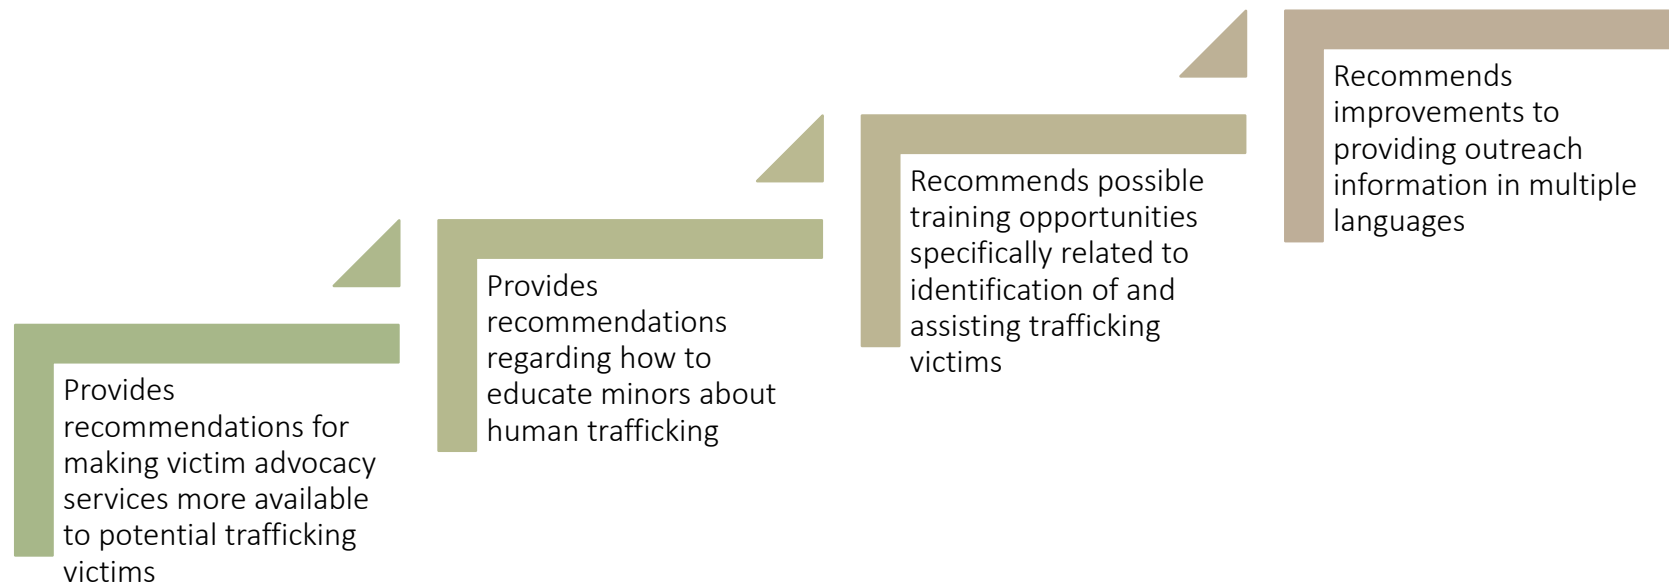 Provides
recommendations for
making victim advocacy
services more available
to potential trafficking
victims
Provides
recommendations
regarding how to
educate minors about
human trafficking
Recommends possible
training opportunities
specifically related to
identification of and
assisting trafficking
victims
Recommends
improvements to
providing outreach
information in multiple
languages